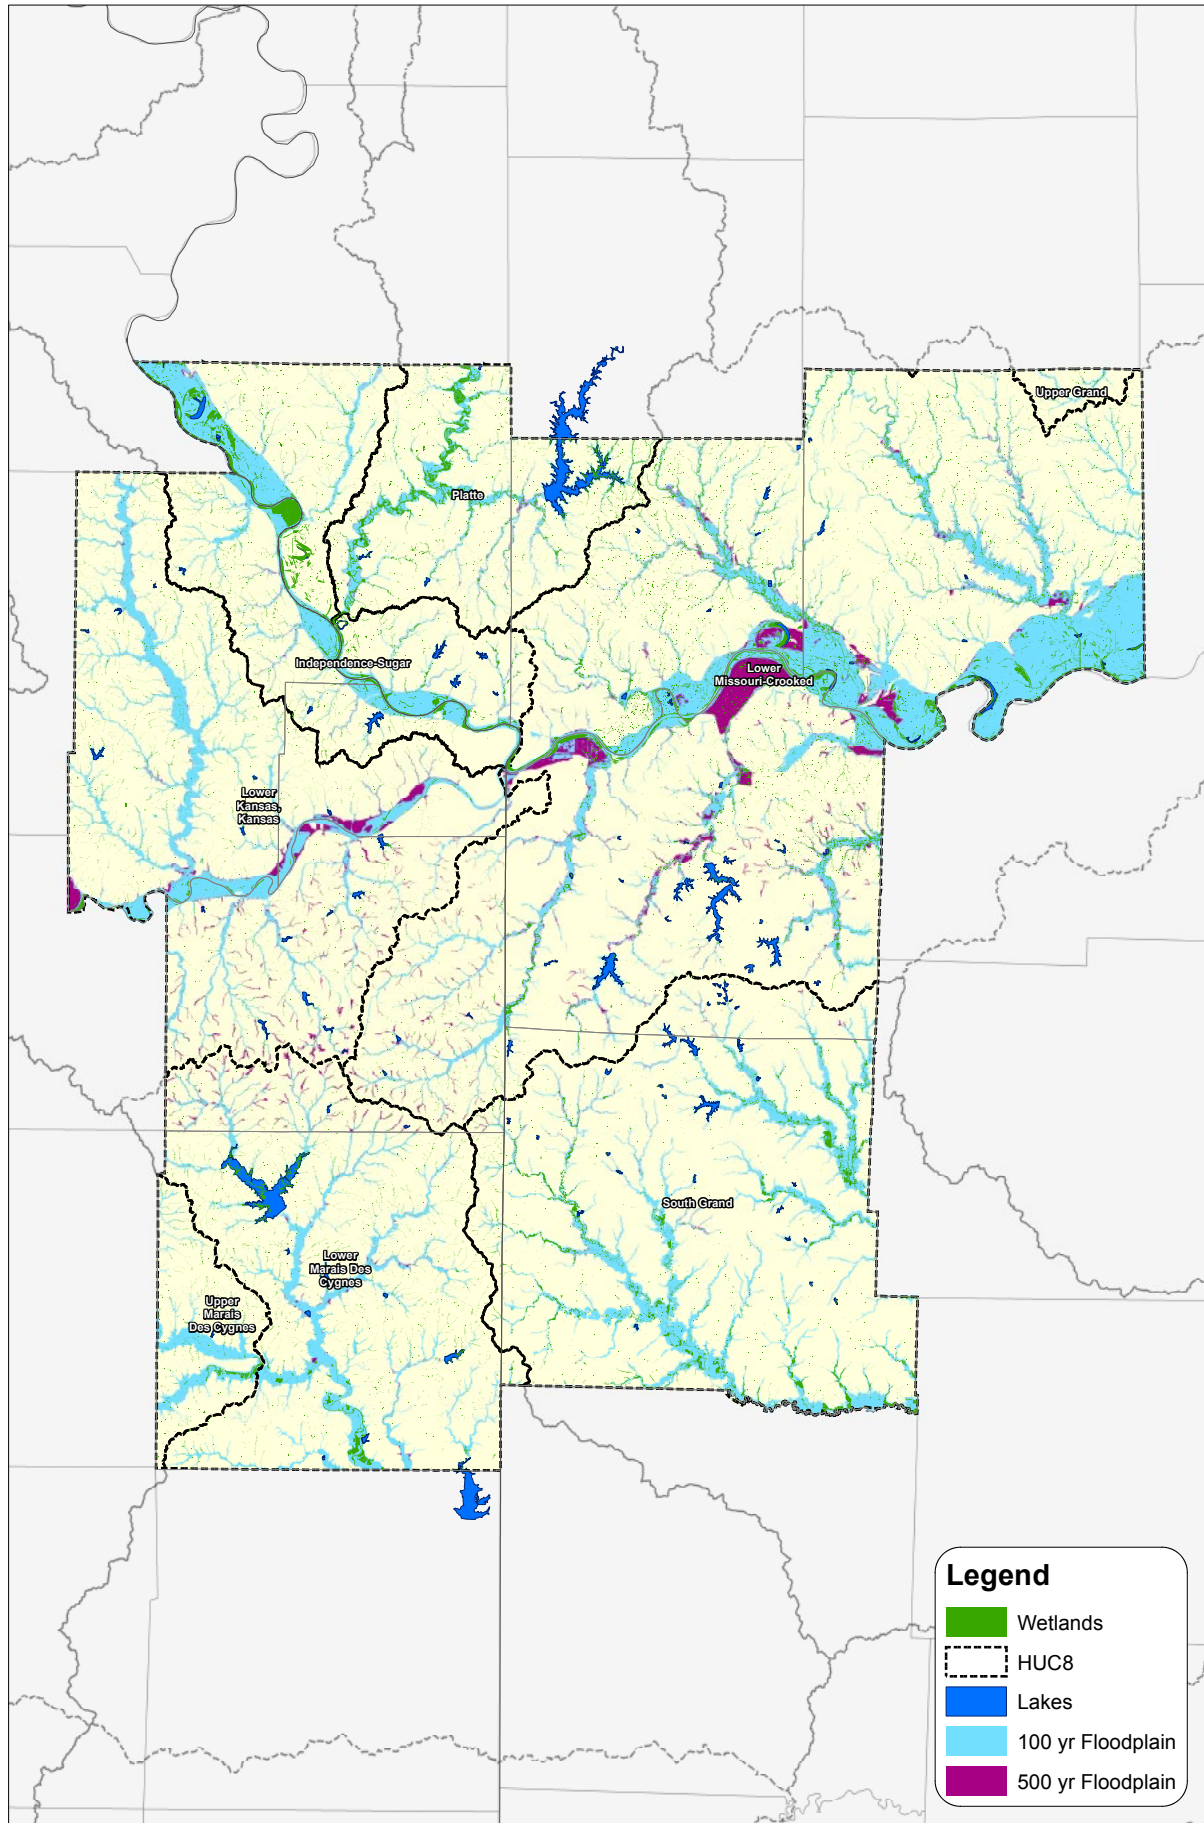 Upper Grand
Platte
Independence-Sugar
Lower
Missouri-Crooked
Lower
Kansas,
Kansas
South Grand
Lower
Marais Des
Cygnes
Upper
Marais
Des Cygnes
Legend
Wetlands
HUC8
Lakes
100 yr Floodplain
500 yr Floodplain